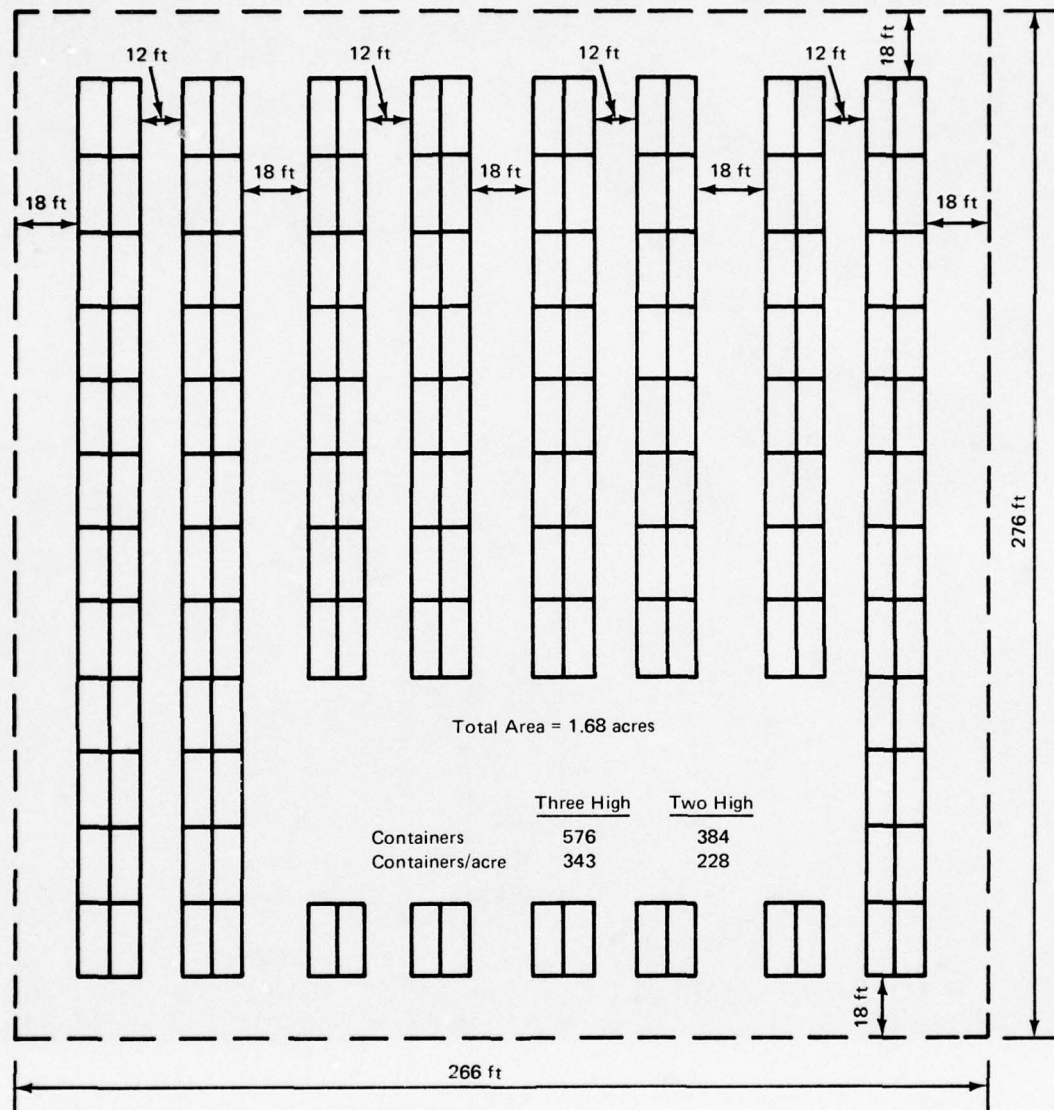 12 ft
12 ft
12 ft
12 ft
18 ft
18 ft
18 ft
18 ft
18 ft
18 ft
276 ft
Total Area = 1.68 acres
Three High Two High
Containers 576 384
Containers/acre 343 228
18 ft
266 ft